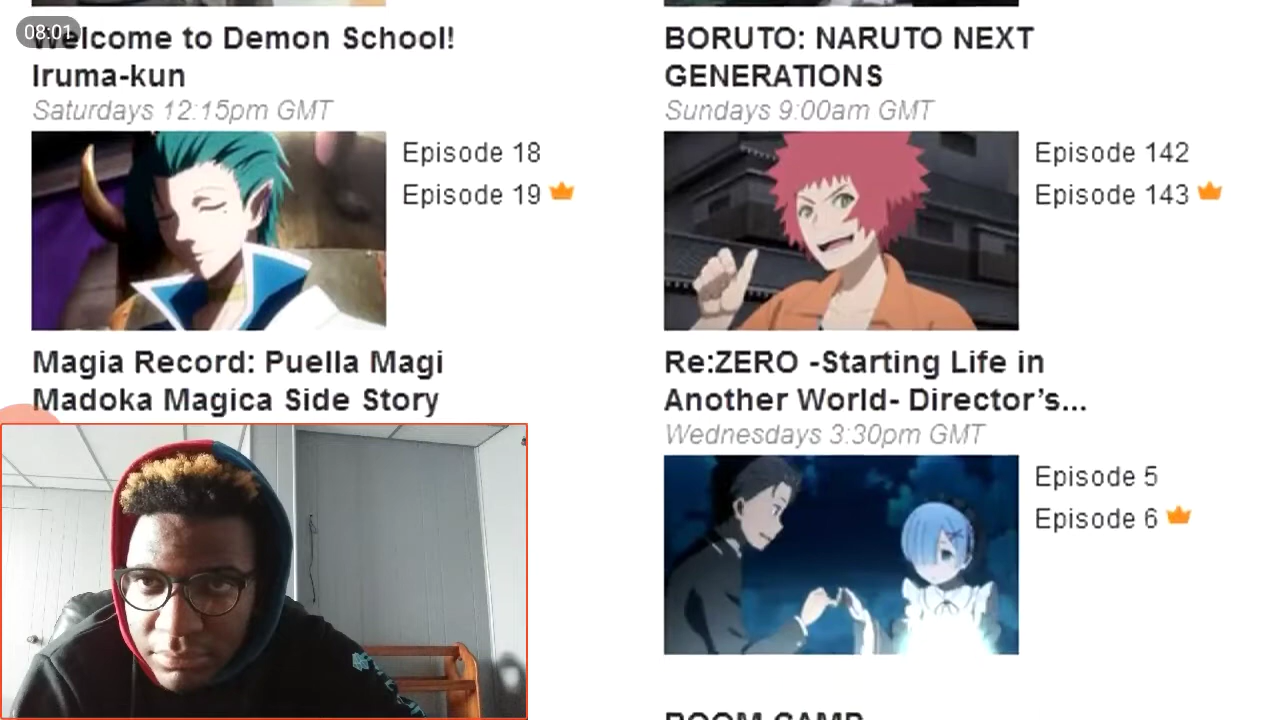 08:01
Welcome to Demon School!
Iruma-kun
Saturdays 12:15pm GMT
Episode 18
Episode 19
Magia Record: Puella Magi
Madoka Magica Side Story
BORUTO: NARUTO NEXT
GENERATIONS
Sundays 9:00am GMT
Episode 142
Episode 143
Re:ZERO -Starting Life in
Another World- Director’s...
Wednesdays 3:30pm GMT
Episode 5
Episode 6
ROOM CAMP